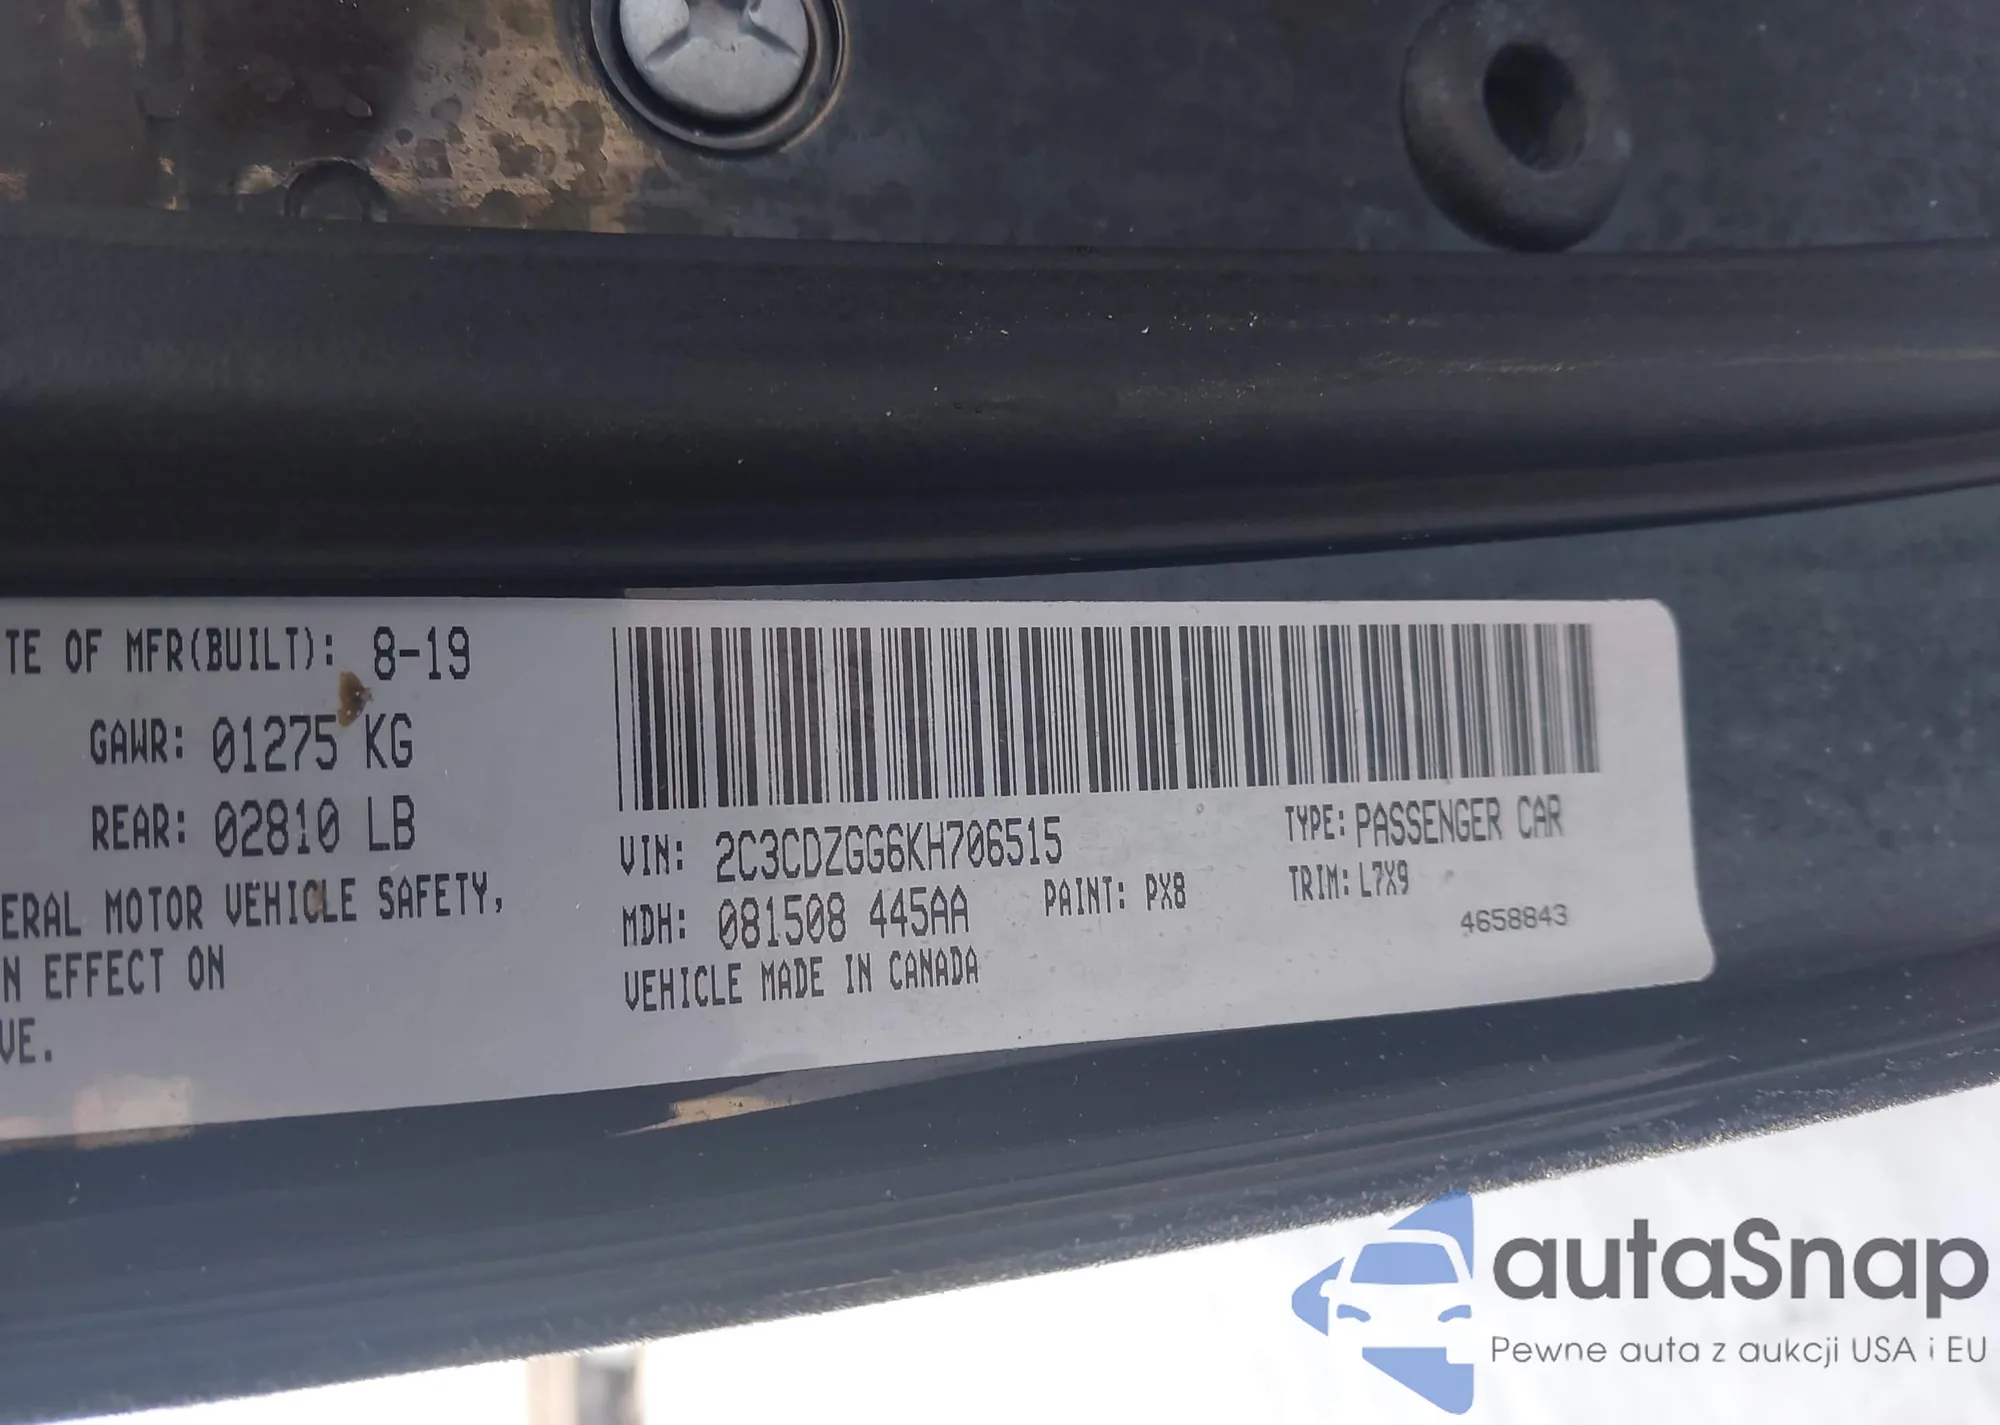 TE OF MFR(BUILT): 8-19
GAWR: 01275 KG
REAR: 02810 LB
ERAL MOTOR VEHICLE SAFETY,
N EFFECT ON
VE.
VIN: 2C3CDZGG6KH706515
TYPE: PASSENGER CAR
MDH: 081508 445AA
PAINT: PX8
TRIM: L7X9
VEHICLE MADE IN CANADA
4658843
autaSnap
Pewne auta z aukcji USA i EU